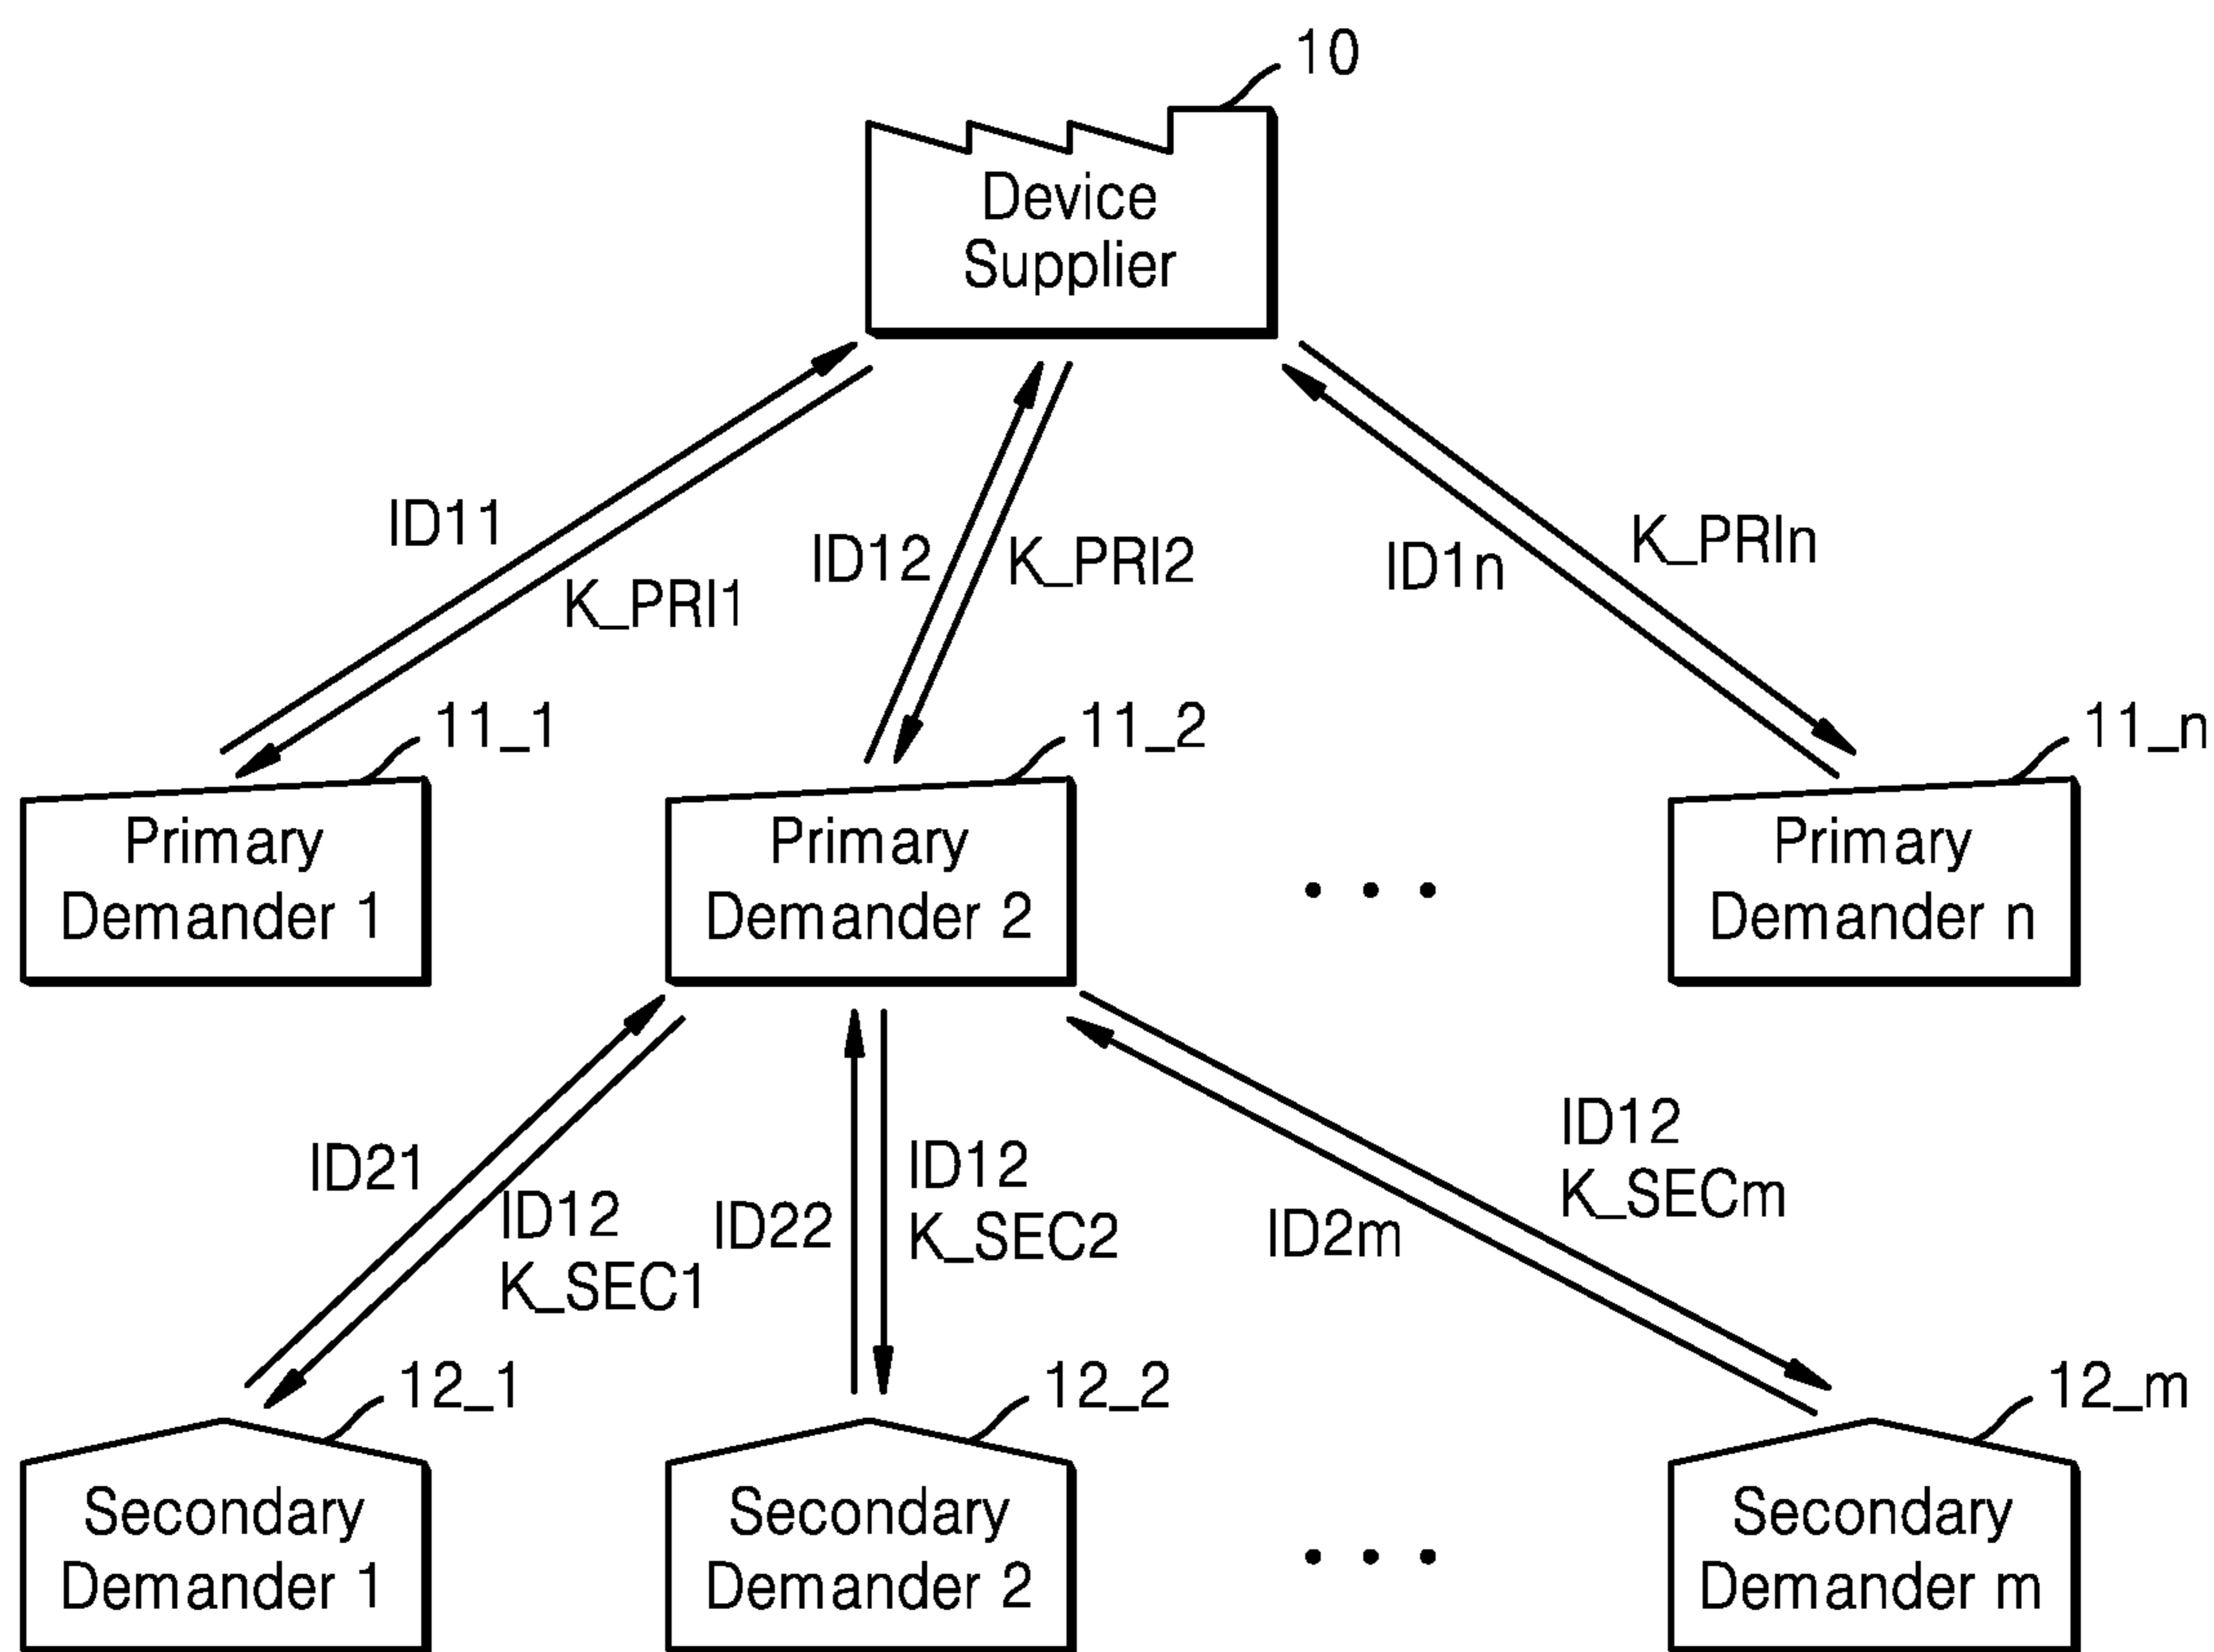 10
Device
Supplier
ID11
K_PRI1
ID12
K_PRI2
ID1n
K_PRIn
11_1
11_2
11_n
Primary
Demander 1
Primary
Demander 2
Primary
Demander n
ID21
ID12
K_SEC1
ID22
ID12
K_SEC2
ID2m
ID12
K_SECm
12_1
12_2
12_m
Secondary
Demander 1
Secondary
Demander 2
Secondary
Demander m